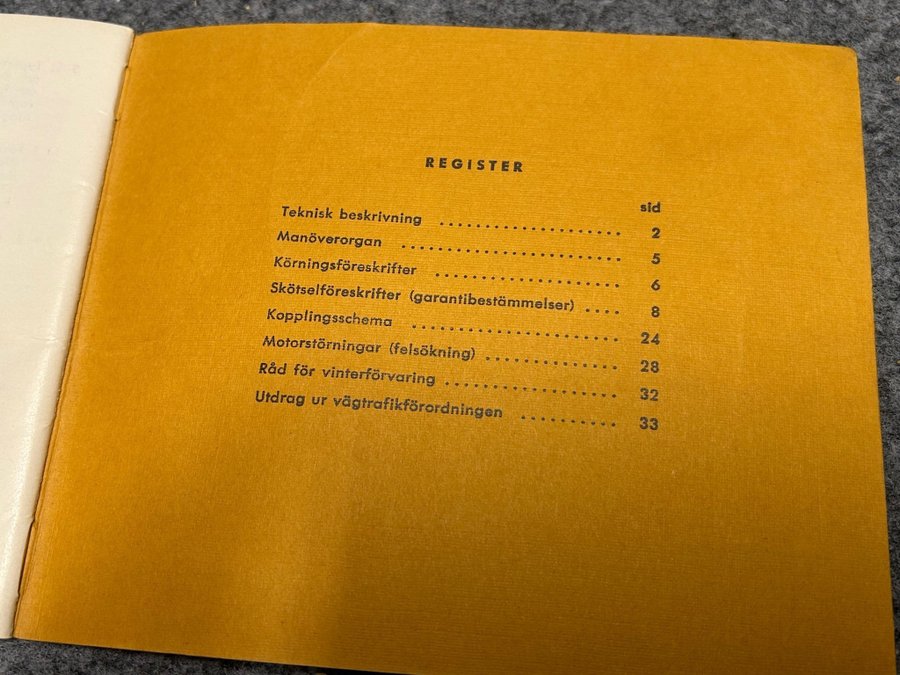 REGISTER
sid
Teknisk beskrivning .................... 2
Manöverorgan ........................ 5
Körningsföreskrifter .................... 6
Skötselföreskrifter (garantibestämmelser) .... 8
Kopplingsschema ....................... 24
Motorstörningar (felsökning) ............... 28
Råd för vinterförvaring ................... 32
Utdrag ur vägtrafikförordningen .......... 33